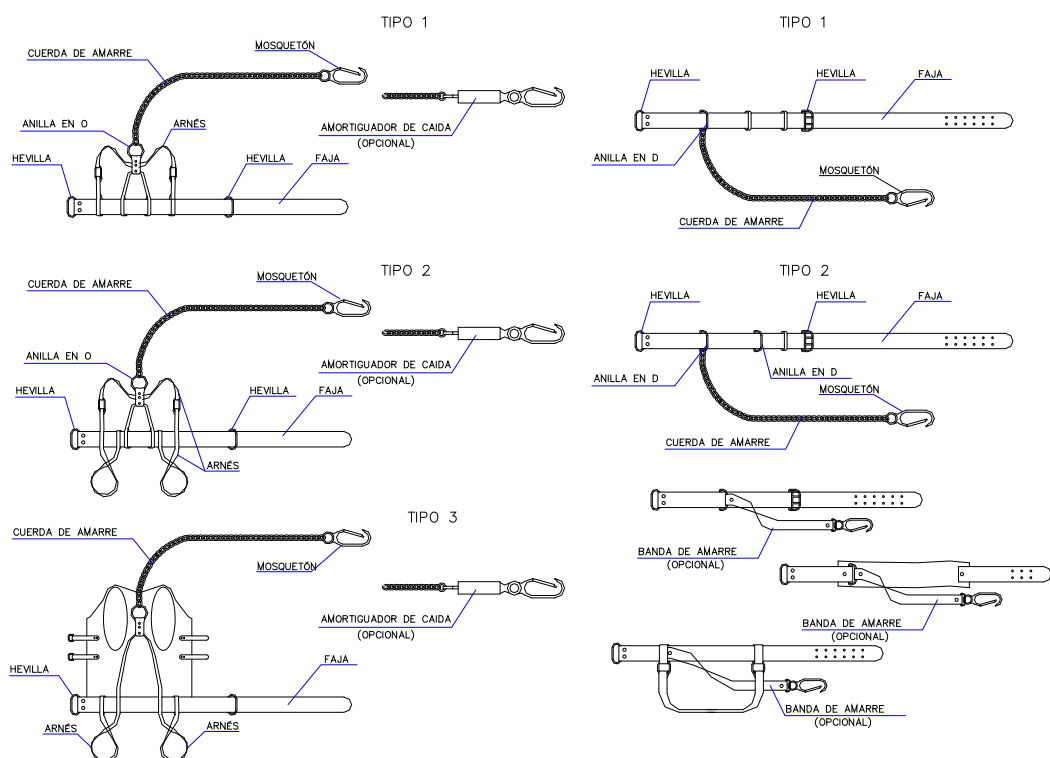 TIPO 1
MOSQUETÓN
CUERDA DE AMARRE
ANILLA EN O
ARNÉS
AMORTIGUADOR DE CAIDA
(OPCIONAL)
HEVILLA
HEVILLA
FAJA
TIPO 2
MOSQUETÓN
CUERDA DE AMARRE
ANILLA EN O
AMORTIGUADOR DE CAIDA
(OPCIONAL)
HEVILLA
HEVILLA
FAJA
ARNÉS
TIPO 3
CUERDA DE AMARRE
MOSQUETÓN
AMORTIGUADOR DE CAIDA
(OPCIONAL)
HEVILLA
FAJA
ARNÉS
ARNÉS
TIPO 1
HEVILLA
HEVILLA
FAJA
ANILLA EN D
MOSQUETÓN
CUERDA DE AMARRE
TIPO 2
HEVILLA
HEVILLA
FAJA
ANILLA EN D
ANILLA EN D
MOSQUETÓN
CUERDA DE AMARRE
BANDA DE AMARRE
(OPCIONAL)
BANDA DE AMARRE
(OPCIONAL)
BANDA DE AMARRE
(OPCIONAL)